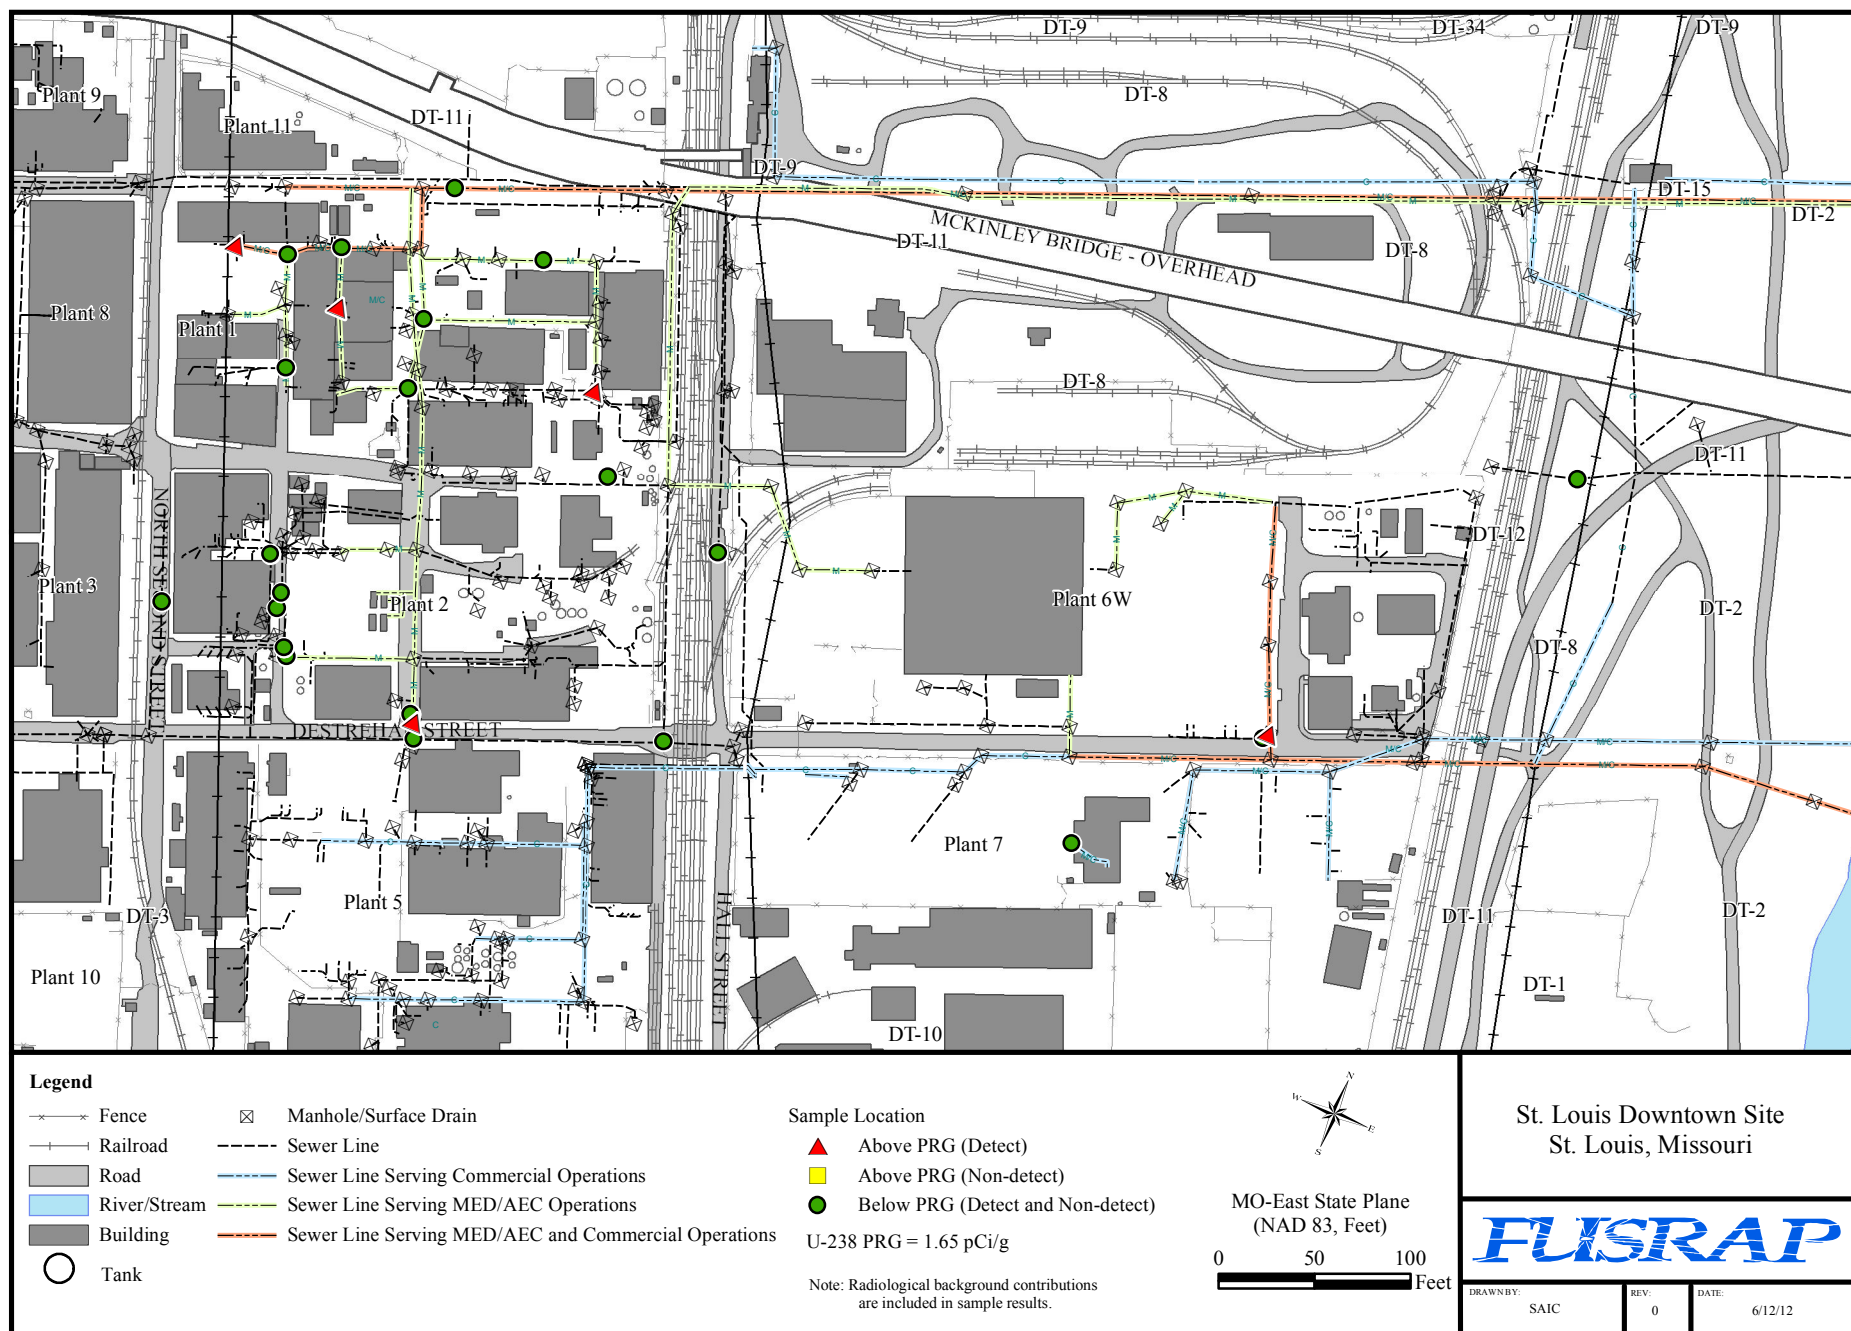 DT-9
DT-34
DT-9
Plant 9
DT-8
Plant 11
DT-11
DT-9
DT-15
DT-2
MCKINLEY BRIDGE - OVERHEAD
DT-11
DT-8
Plant 8
Plant 1
M/C
DT-8
DT-11
NORTH SECOND STREET
DT-12
Plant 3
Plant 2
Plant 6W
DT-2
DT-8
DESTREHAN STREET
Plant 7
Plant 5
DT-3
HALL STREET
DT-11
DT-2
Plant 10
DT-1
C
DT-10
Legend
Fence
Railroad
Road
River/Stream
Building
Tank
Manhole/Surface Drain
Sewer Line
Sewer Line Serving Commercial Operations
Sewer Line Serving MED/AEC Operations
Sewer Line Serving MED/AEC and Commercial Operations
Sample Location
Above PRG (Detect)
Above PRG (Non-detect)
Below PRG (Detect and Non-detect)
U-238 PRG = 1.65 pCi/g
Note: Radiological background contributions
are included in sample results.
N
W
E
S
MO-East State Plane
(NAD 83, Feet)
0 50 100
Feet
St. Louis Downtown Site
St. Louis, Missouri
FUSRAP
DRAWN BY:
SAIC
REV:
0
DATE:
6/12/12